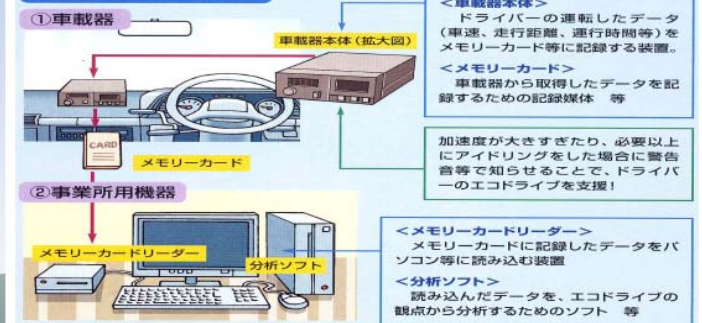 ①車載器
車載器本体(拡大図)
CARD
メモリーカード
<車載器本体>
ドライバーの運転したデータ
(車速、走行距離、運行時間等)を
メモリーカード等に記録する装置。
<メモリーカード>
車載器から取得したデータを記
録するための記録媒体 等
加速度が大きすぎたり、必要以上
にアイドリングをした場合に警告
音等で知らせることで、ドライバ
ーのエコドライブを支援!
②事業所用機器
メモリーカードリーダー
分析ソフト
<メモリーカードリーダー>
メモリーカードに記録したデータをパ
ソコン等に読み込む装置
<分析ソフト>
読み込んだデータを、エコドライブの
観点から分析するためのソフト 等